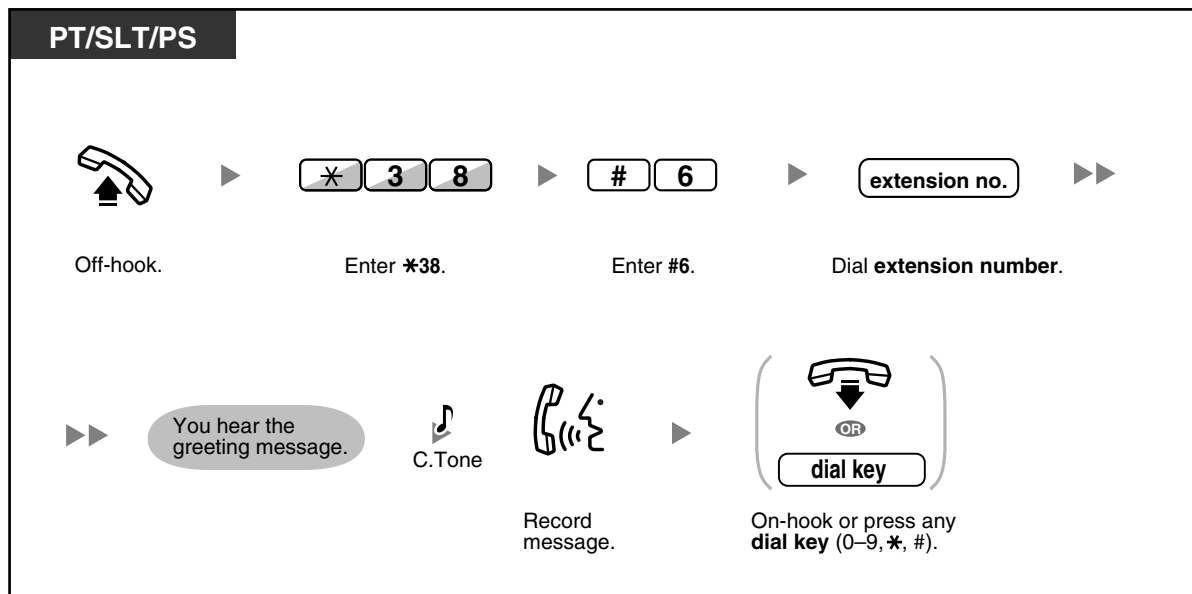 PT/SLT/PS
* 3 8 # 6 extension no.
Off-hook. Enter *38. Enter #6. Dial extension number.
You hear the
greeting message.
C.Tone
OR
dial key
Record
message.
On-hook or press any
dial key (0–9, *, #).